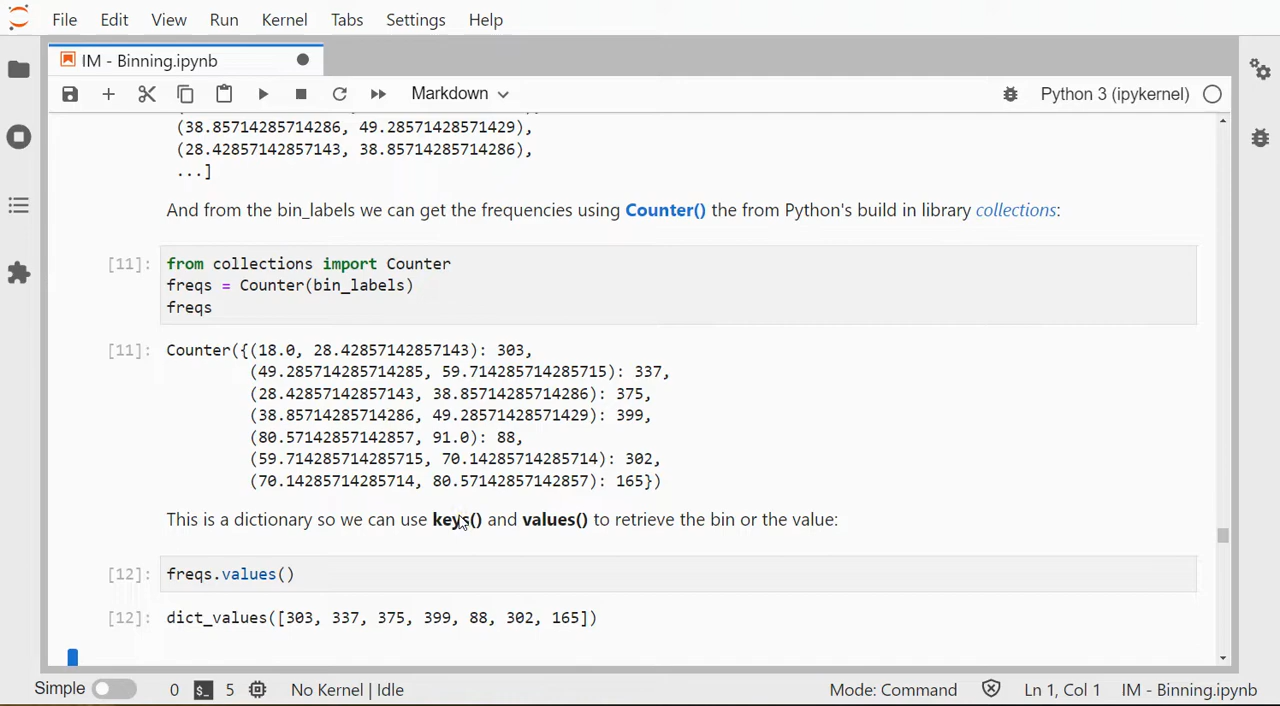 File Edit View Run Kernel Tabs Settings Help
IM - Binning.ipynb
Markdown
Python 3 (ipykernel)
(38.85714285714286, 49.28571428571429),
(28.42857142857143, 38.85714285714286),
...]
And from the bin_labels we can get the frequencies using Counter() the from Python's build in library collections:
[11]: from collections import Counter
freqs = Counter(bin_labels)
freqs
[11]: Counter({(18.0, 28.42857142857143): 303,
(49.285714285714285, 59.714285714285715): 337,
(28.42857142857143, 38.85714285714286): 375,
(38.85714285714286, 49.28571428571429): 399,
(80.57142857142857, 91.0): 88,
(59.714285714285715, 70.14285714285714): 302,
(70.14285714285714, 80.57142857142857): 165})
This is a dictionary so we can use keys() and values() to retrieve the bin or the value:
[12]: freqs.values()
[12]: dict_values([303, 337, 375, 399, 88, 302, 165])
Simple 0 5 No Kernel | Idle Mode: Command Ln 1, Col 1 IM - Binning.ipynb